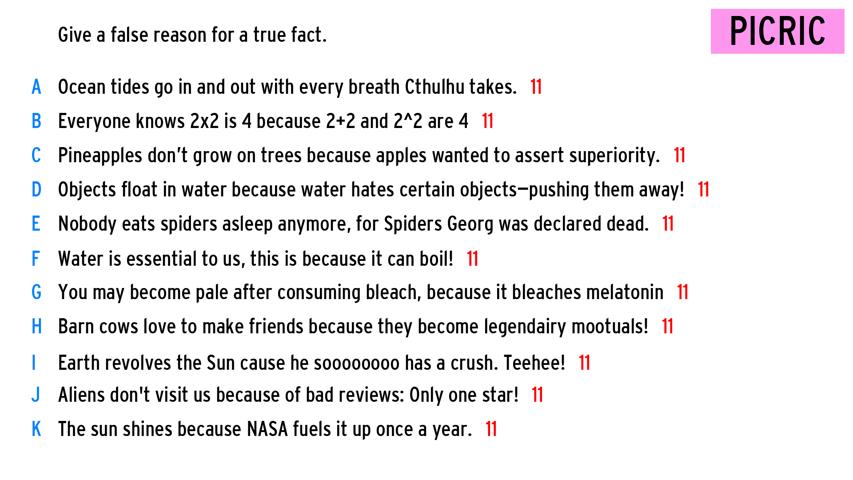 Give a false reason for a true fact.
PICRIC
A Ocean tides go in and out with every breath Cthulhu takes. 11
B Everyone knows 2x2 is 4 because 2+2 and 2^2 are 4 11
C Pineapples don't grow on trees because apples wanted to assert superiority. 11
D Objects float in water because water hates certain objects—pushing them away! 11
E Nobody eats spiders asleep anymore, for Spiders Georg was declared dead. 11
F Water is essential to us, this is because it can boil! 11
G You may become pale after consuming bleach, because it bleaches melatonin 11
H Barn cows love to make friends because they become legendairy mootuals! 11
I Earth revolves the Sun cause he soooooooo has a crush. Teehee! 11
J Aliens don't visit us because of bad reviews: Only one star! 11
K The sun shines because NASA fuels it up once a year. 11